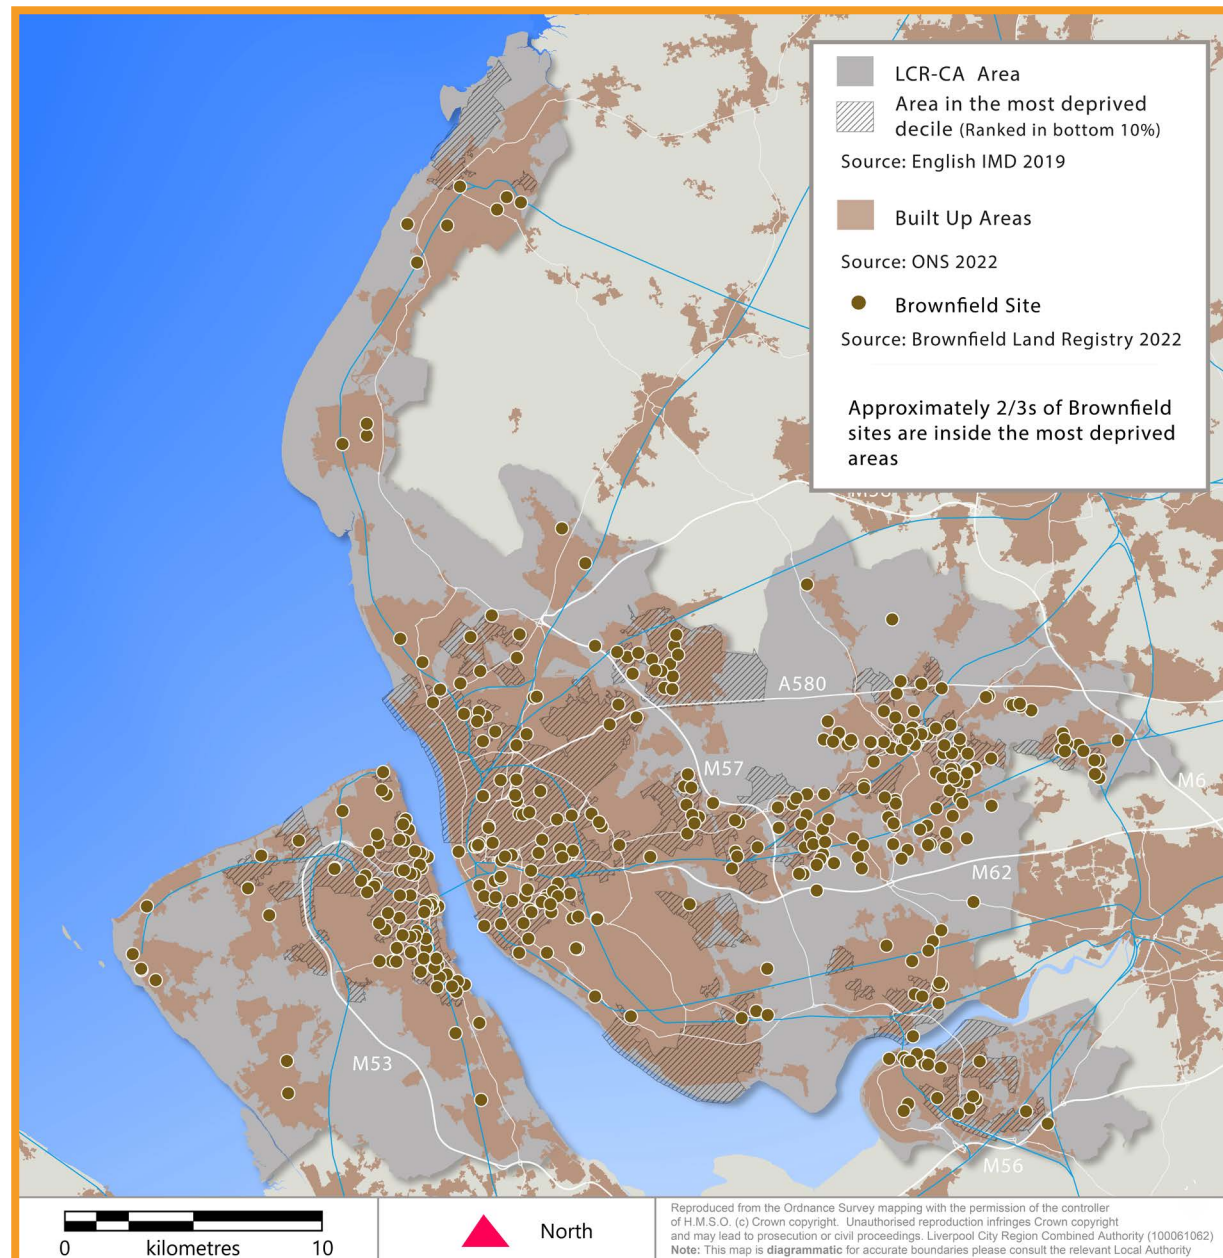 LCR-CA Area
Area in the most deprived
decile (Ranked in bottom 10%)
Source: English IMD 2019
Built Up Areas
Source: ONS 2022
Brownfield Site
Source: Brownfield Land Registry 2022
Approximately 2/3s of Brownfield
sites are inside the most deprived
areas
A580
M57
M6
M62
M53
M56
0 kilometres 10
North
Reproduced from the Ordnance Survey mapping with the permission of the controller
of H.M.S.O. (c) Crown copyright. Unauthorised reproduction infringes Crown copyright
and may lead to prosecution or civil proceedings. Liverpool City Region Combined Authority (100061062)
Note: This map is diagrammatic for accurate boundaries please consult the relevant Local Authority